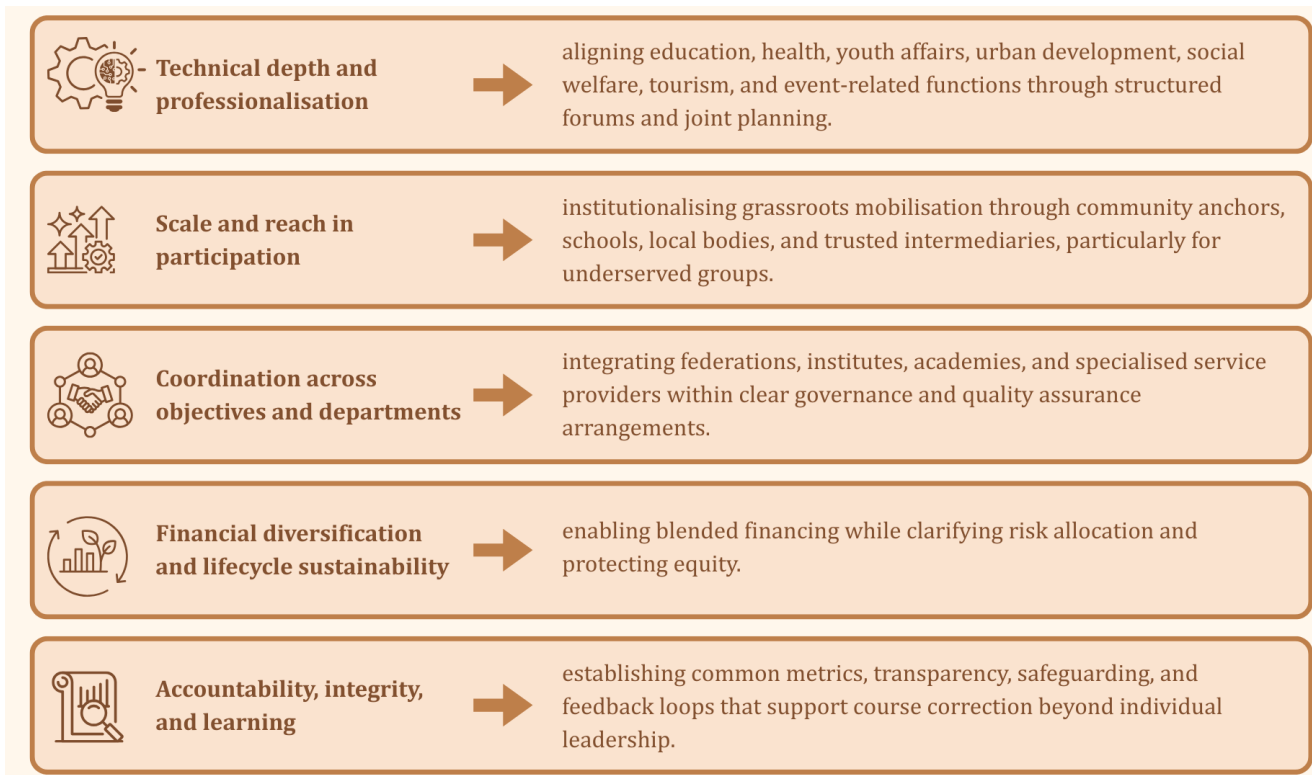 Technical depth and
professionalisation
aligning education, health, youth affairs, urban development, social
welfare, tourism, and event-related functions through structured
forums and joint planning.
Scale and reach in
participation
institutionalising grassroots mobilisation through community anchors,
schools, local bodies, and trusted intermediaries, particularly for
underserved groups.
Coordination across
objectives and departments
integrating federations, institutes, academies, and specialised service
providers within clear governance and quality assurance
arrangements.
Financial diversification
and lifecycle sustainability
enabling blended financing while clarifying risk allocation and
protecting equity.
Accountability, integrity,
and learning
establishing common metrics, transparency, safeguarding, and
feedback loops that support course correction beyond individual
leadership.